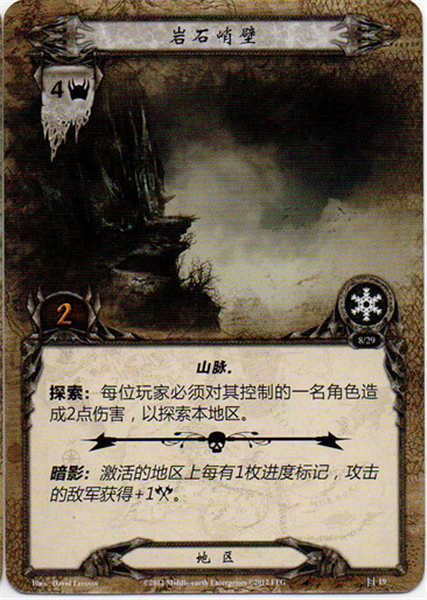 岩石峭壁
4
2
8/29
山脉。
探索：每位玩家必须对其控制的一名角色造
成2点伤害，以探索本地区。
暗影：激活的地区上每有1枚进度标记，攻击
的敌军获得+1。
地区
©2012 Middle-earth Enterprises ©2012 FFG
19